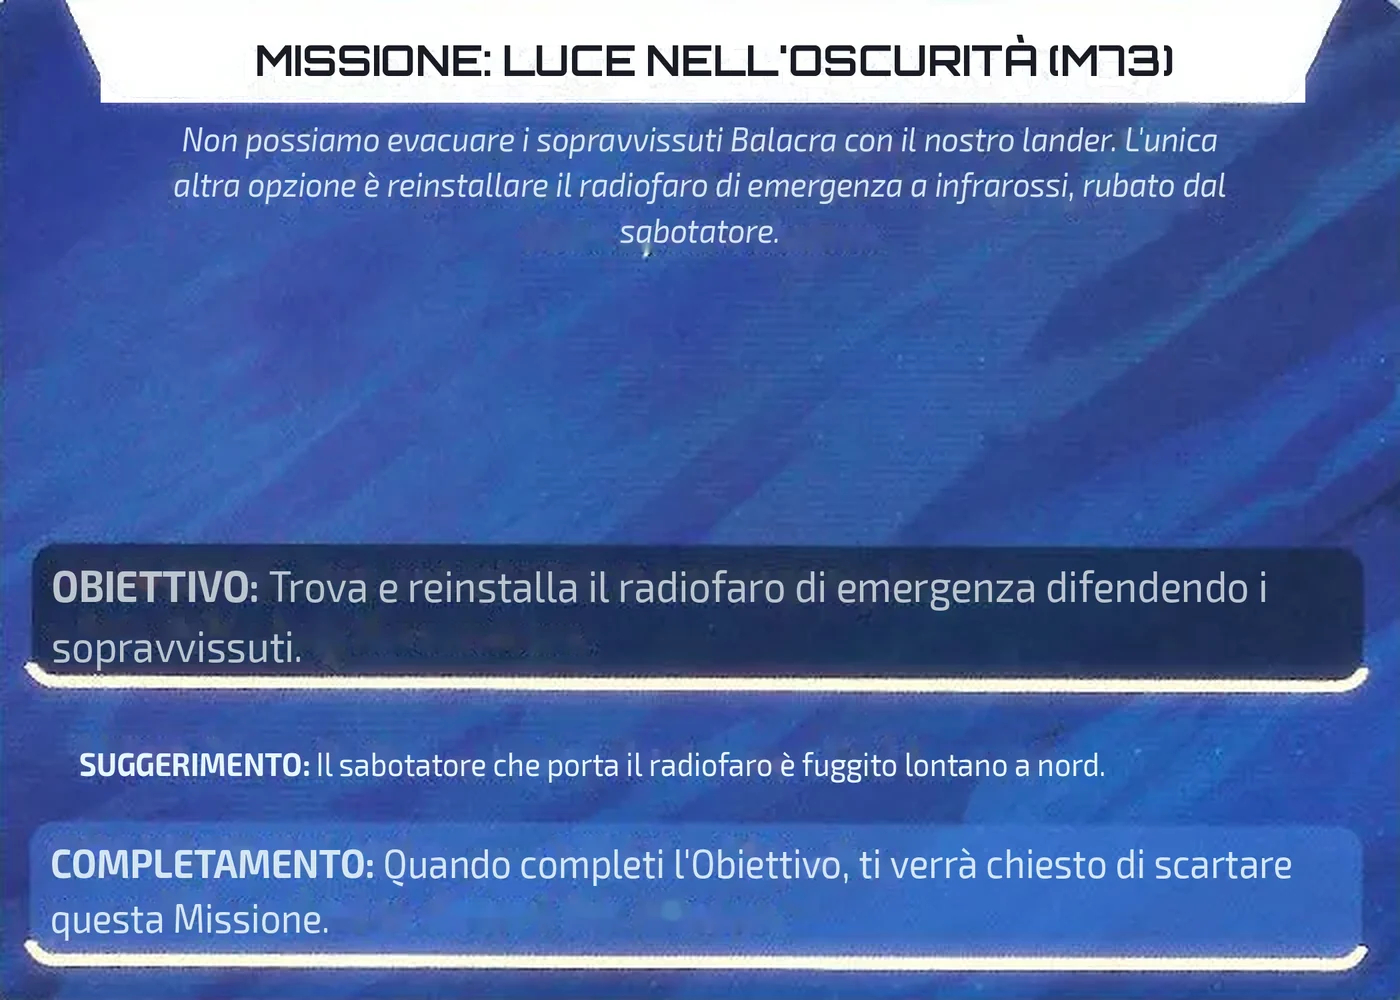 MISSIONE: LUCE NELL'OSCURITÀ (M73)
Non possiamo evacuare i sopravvissuti Balacra con il nostro lander. L'unica
altra opzione è reinstallare il radiofaro di emergenza a infrarossi, rubato dal
sabotatore.
OBIETTIVO: Trova e reinstalla il radiofaro di emergenza difendendo i
sopravvissuti.
SUGGERIMENTO: Il sabotatore che porta il radiofaro è fuggito lontano a nord.
COMPLETAMENTO: Quando completi l'Obiettivo, ti verrà chiesto di scartare
questa Missione.